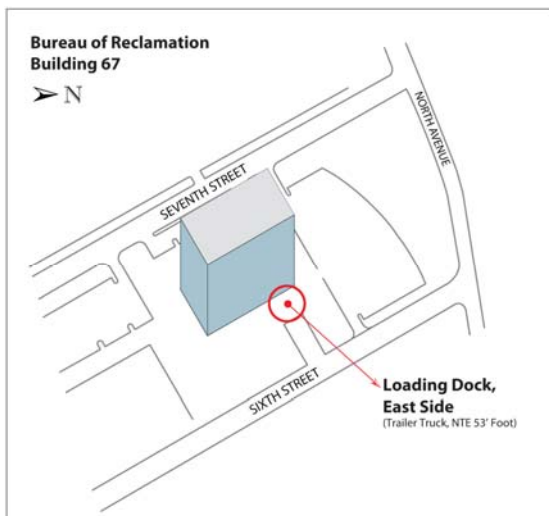 Bureau of Reclamation
Building 67
N
NORTH AVENUE
SEVENTH STREET
SIXTH STREET
Loading Dock,
East Side
(Trailer Truck, NTE 53' Foot)